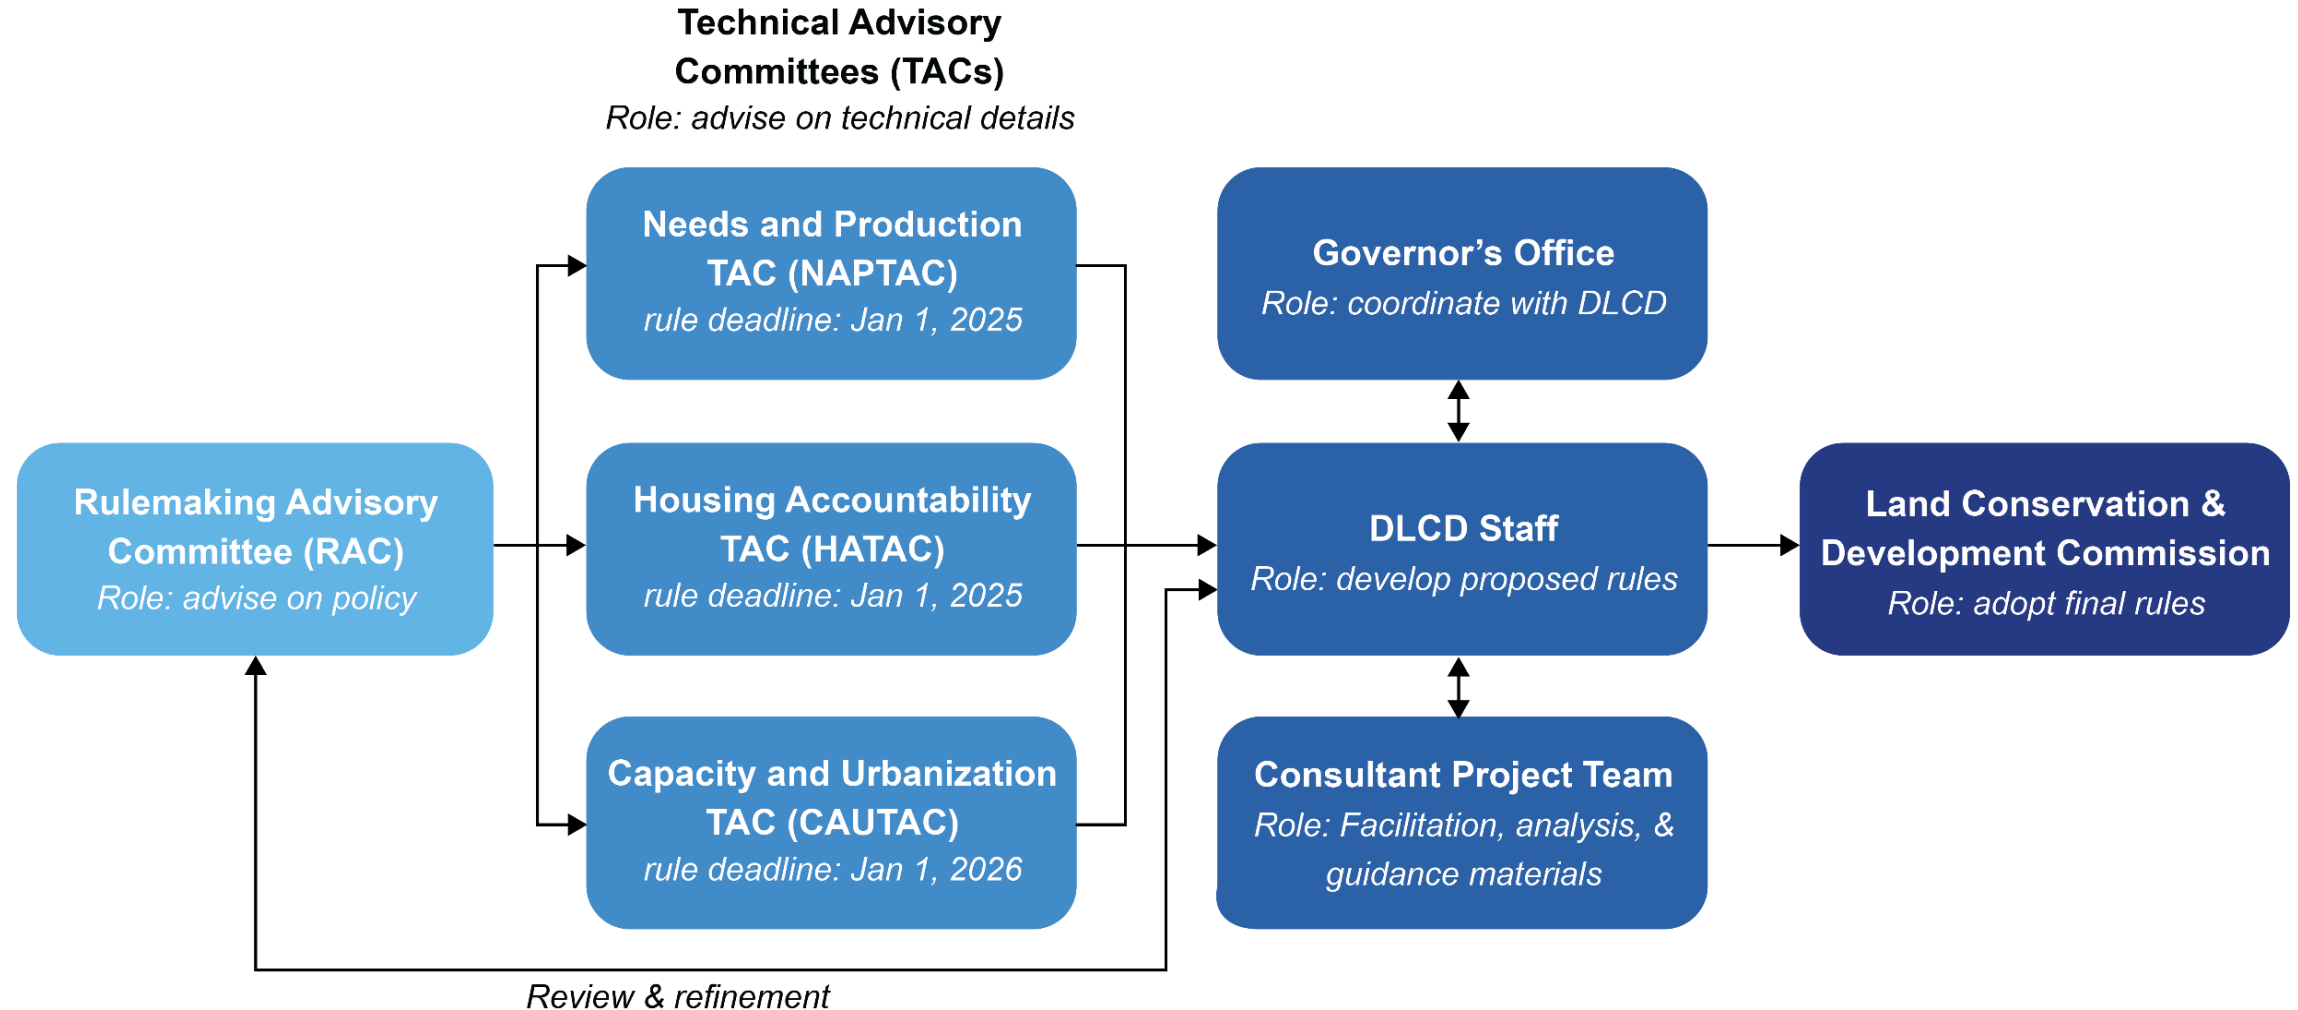 Technical Advisory
Committees (TACs)
Role: advise on technical details
Needs and Production
TAC (NAPTAC)
rule deadline: Jan 1, 2025
Governor’s Office
Role: coordinate with DLCD
Rulemaking Advisory
Committee (RAC)
Role: advise on policy
Housing Accountability
TAC (HATAC)
rule deadline: Jan 1, 2025
DLCD Staff
Role: develop proposed rules
Land Conservation &
Development Commission
Role: adopt final rules
Capacity and Urbanization
TAC (CAUTAC)
rule deadline: Jan 1, 2026
Consultant Project Team
Role: Facilitation, analysis, &
guidance materials
Review & refinement